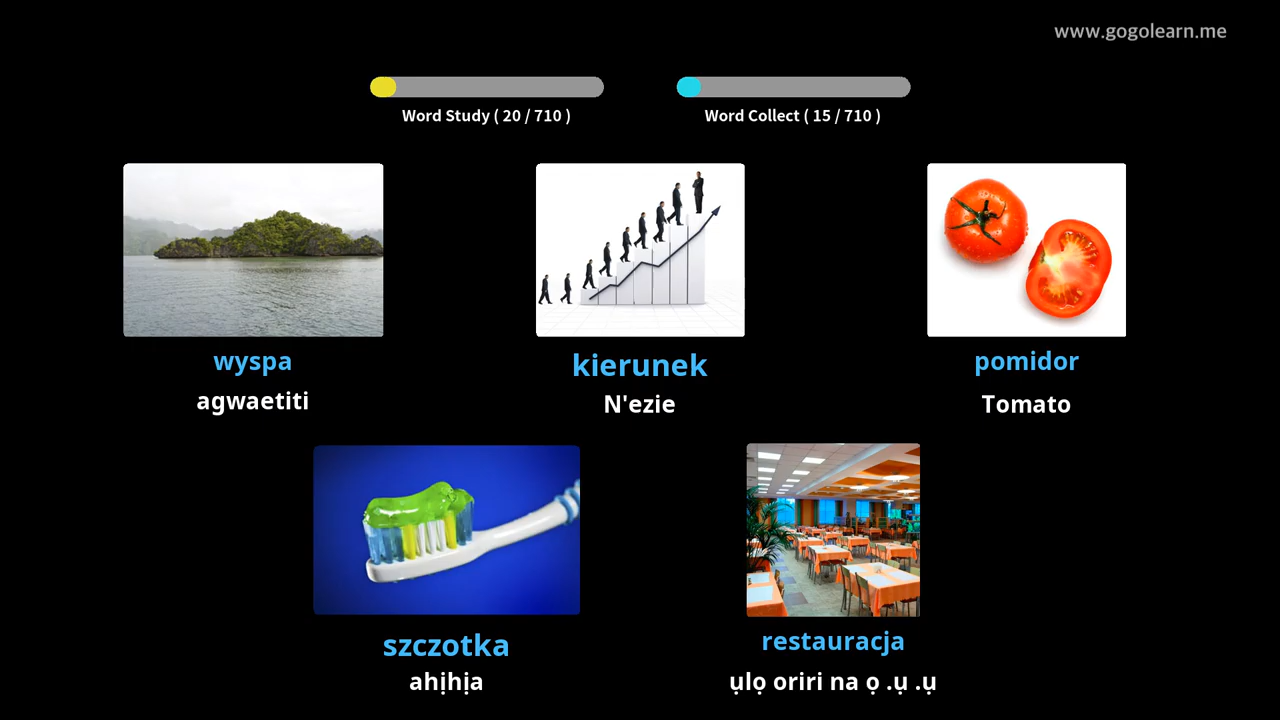 www.gogolearn.me
Word Study ( 20 / 710 )
Word Collect ( 15 / 710 )
wyspa
agwaetiti
kierunek
N'ezie
pomidor
Tomato
szczotka
ahịhịa
restauracja
ụlọ oriri na ọ .ụ .ụ